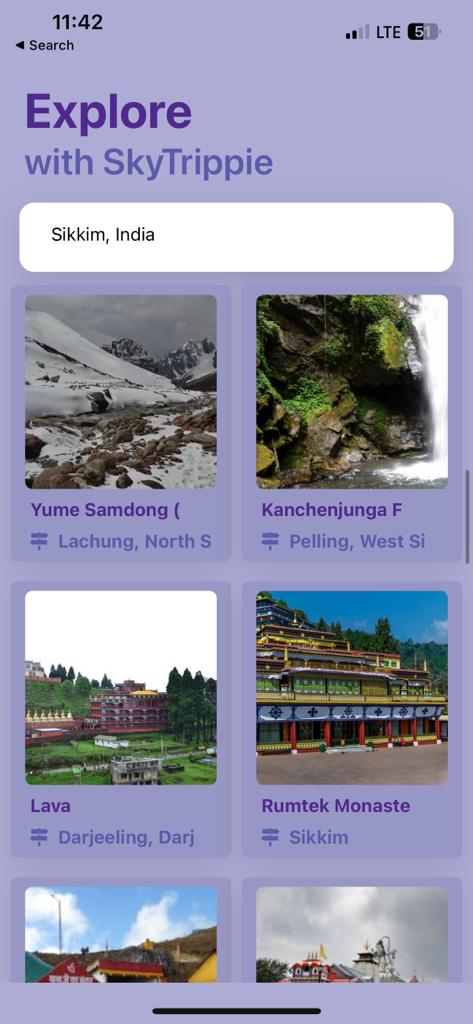 11:42
LTE 51
◀ Search
Explore
with SkyTrippie
Sikkim, India
Yume Samdong (
Lachung, North S
Kanchenjunga F
Pelling, West Si
Lava
Darjeeling, Darj
Rumtek Monaste
Sikkim